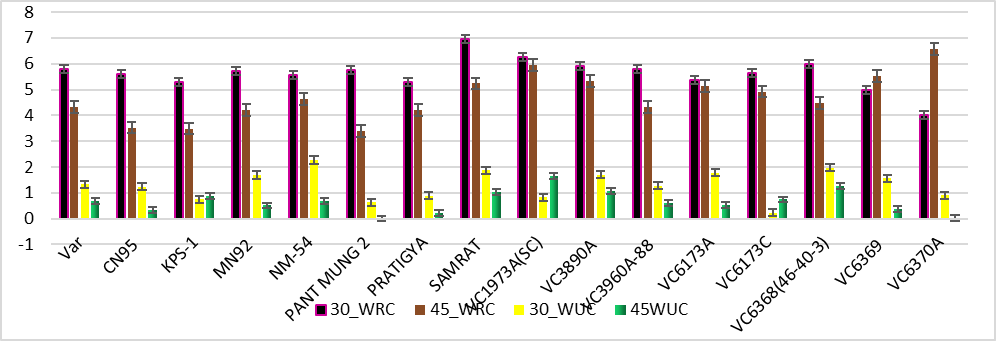 8
7
6
5
4
3
2
1
0
-1
Var
CN95
KPS-1
MN92
NM-54
PANT MUNG 2
PRATIGYA
SAMRAT
VC1973A(SC)
VC3890A
VC3960A-88
VC6173A
VC6173C
VC6368(46-40-3)
VC6369
VC6370A
30_WRC 45_WRC 30_WUC 45WUC